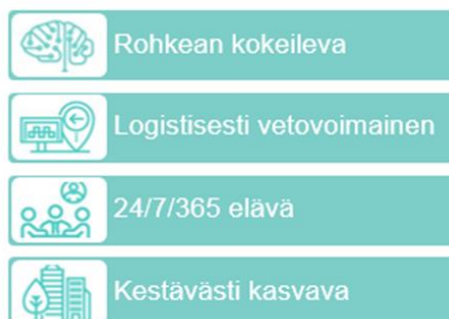 Rohkean kokeileva
Logistisesti vetovoimainen
24/7/365 elävä
Kestävästi kasvava